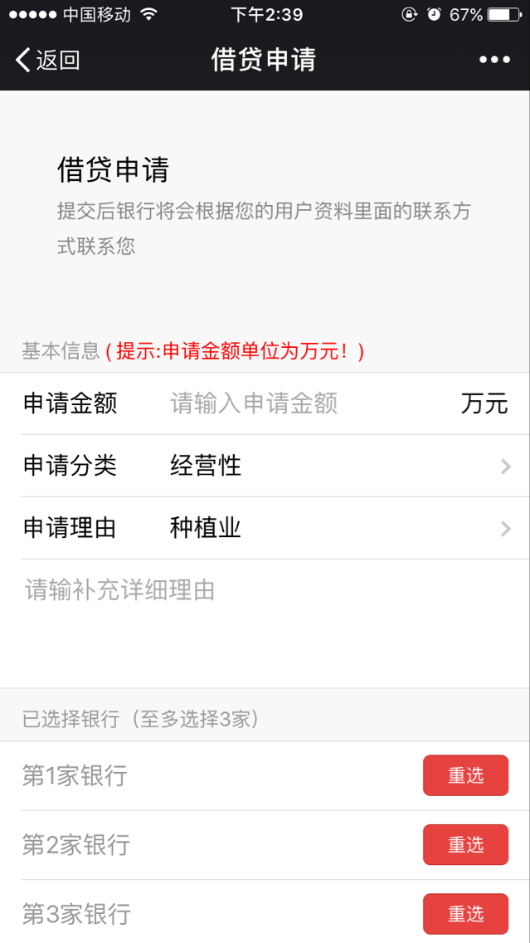 中国移动
下午2:39
67%
返回
借贷申请
借贷申请
提交后银行将会根据您的用户资料里面的联系方
式联系您
基本信息(提示:申请金额单位为万元！)
申请金额 请输入申请金额 万元
申请分类 经营性
申请理由 种植业
请输补充详细理由
已选择银行（至多选择3家）
第1家银行 重选
第2家银行 重选
第3家银行 重选